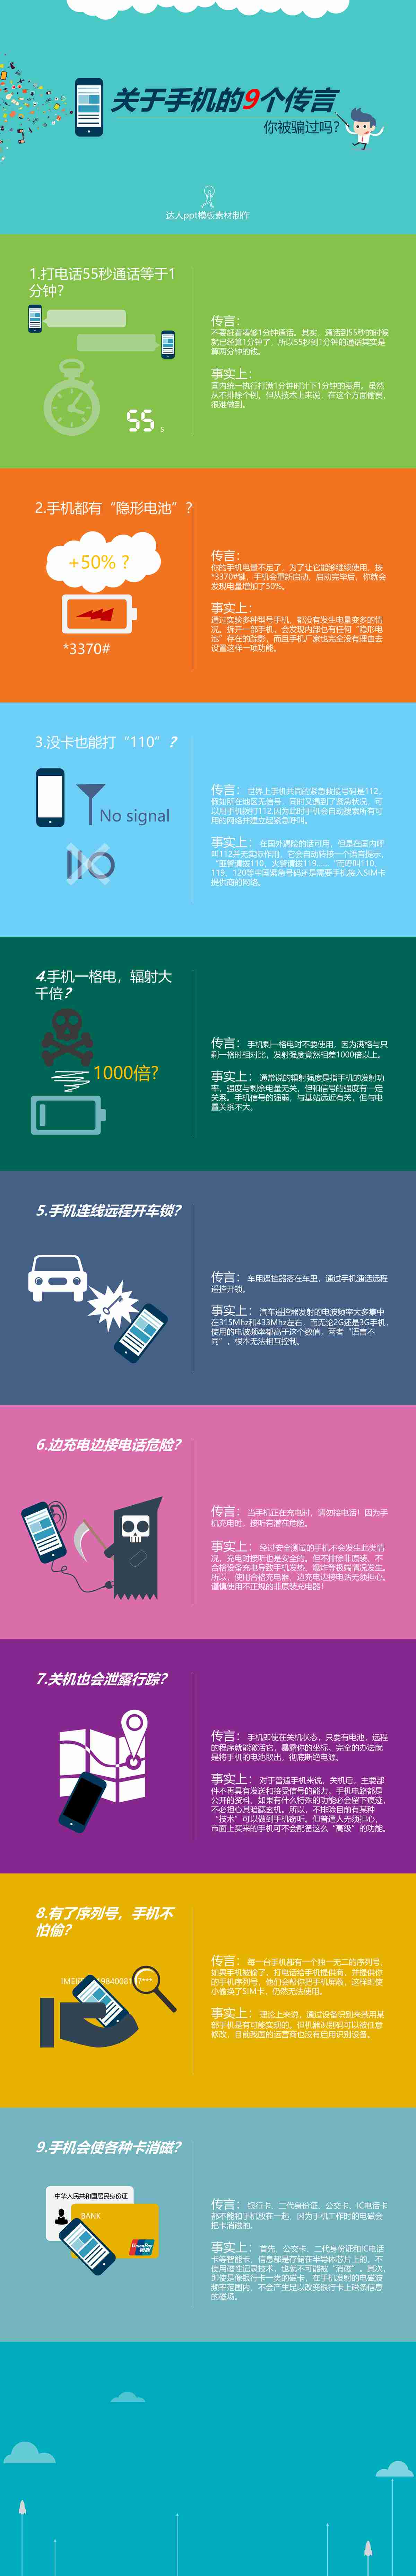 关于手机的9个传言
你被骗过吗?
达人ppt模板素材制作
1.打电话55秒通话等于1
分钟?
55 s
传言:
不要赶着凑够1分钟通话。其实,通话到55秒的时候
就已经算1分钟了,所以55秒到1分钟的通话其实是
算两分钟的钱。
事实上:
国内统一执行打满1分钟时计下1分钟的费用。虽然
从不排除个例,但从技术上来说,在这个方面偷费,
很难做到。
2.手机都有“隐形电池“?
+50% ?
*3370#
传言:
你的手机电量不足了,为了让它能够继续使用,按
*3370#键,手机会重新启动,启动完毕后,你就会
发现电量增加了50%。
事实上:
通过实验多种型号手机,都没有发生电量变多的情
况。拆开一部手机,会发现内部也有任何“隐形电
池”存在的踪影,而且手机厂家也完全没有理由去
设置这样一项功能。
3.没卡也能打“110”?
No signal
110
传言:世界上手机共同的紧急救援号码是112,
假如所在地区无信号,同时又遇到了紧急状况,可
以用手机拨打112,因为此时手机会自动搜索所有可
用的网络并建立起紧急呼叫。
事实上:在国外遇险的话可用,但是在国内呼
叫112并无实际作用,它会自动转接一个语音提示,
“匪警请拨110,火警请拨119……”而呼叫110、
119、120等中国紧急号码还是需要手机接入SIM卡
提供商的网络。
4.手机一格电,辐射大
千倍?
1000倍?
传言:手机剩一格电时不要使用,因为满格与只
剩一格时相对比,发射强度竟然相差1000倍以上。
事实上:通常说的辐射强度是指手机的发射功
率,强度与剩余电量无关,但和信号的强度有一定
关系。手机信号的强弱,与基站远近有关,但与电
量关系不大。
5.手机连线远程开车锁?
传言:车用遥控器落在车里,通过手机通话远程
遥控开锁。
事实上:汽车遥控器发射的电波频率大多集中
在315Mhz和433Mhz左右,而无论2G还是3G手机,
使用的电波频率都高于这个数值,两者“语言不
同”,根本无法相互控制。
6.边充电边接电话危险?
传言:当手机正在充电时,请勿接电话!因为手
机充电时,接听有潜在危险。
事实上:经过安全测试的手机不会发生此类情
况,充电时接听也是安全的。但不排除非原装、不
合格设备充电导致手机发热、爆炸等极端情况发生。
所以,使用合格充电器,边充电边接电话无须担心。
谨慎使用不正规的非原装充电器!
7.关机也会泄露行踪?
传言:手机即使在关机状态,只要有电池,远程
的程序就能激活它,暴露你的坐标。完全的办法就
是将手机的电池取出,彻底断绝电源。
事实上:对于普通手机来说,关机后,主要部
件不再具有发送和接受信号的能力。手机电路都是
公开的资料,如果有什么特殊的功能必会留下痕迹,
不必担心其暗藏玄机。所以,不排除目前有某种
“技术”可以做到手机窃听。但普通人无须担心,
市面上买来的手机可不会配备这么“高级”的功能。
8.有了序列号,手机不
怕偷?
传言:每一台手机都有一个独一无二的序列号,
如果手机被偷了,打电话给手机提供商,并提供你
的手机序列号,他们会帮你把手机屏蔽,这样即使
小偷换了SIM卡,仍然无法使用。
事实上:理论上来说,通过设备识别来禁用某
部手机是有可能实现的。但机器识别码可以被任意
修改,目前我国的运营商也没有启用识别设备。
9.手机会使各种卡消磁?
中华人民共和国居民身份证
BANK
UnionPay
银联
传言:银行卡、二代身份证、公交卡、IC电话卡
都不能和手机放在一起,因为手机工作时的电磁会
把卡消磁的。
事实上:首先,公交卡、二代身份证和IC电话
卡等智能卡,信息都是存储在半导体芯片上的,不
使用磁性记录技术,也就不可能被“消磁”。其次,
即使是像银行卡一类的磁卡,在手机发射的电磁波
频率范围内,不会产生足以改变银行卡上磁条信息
的磁场。